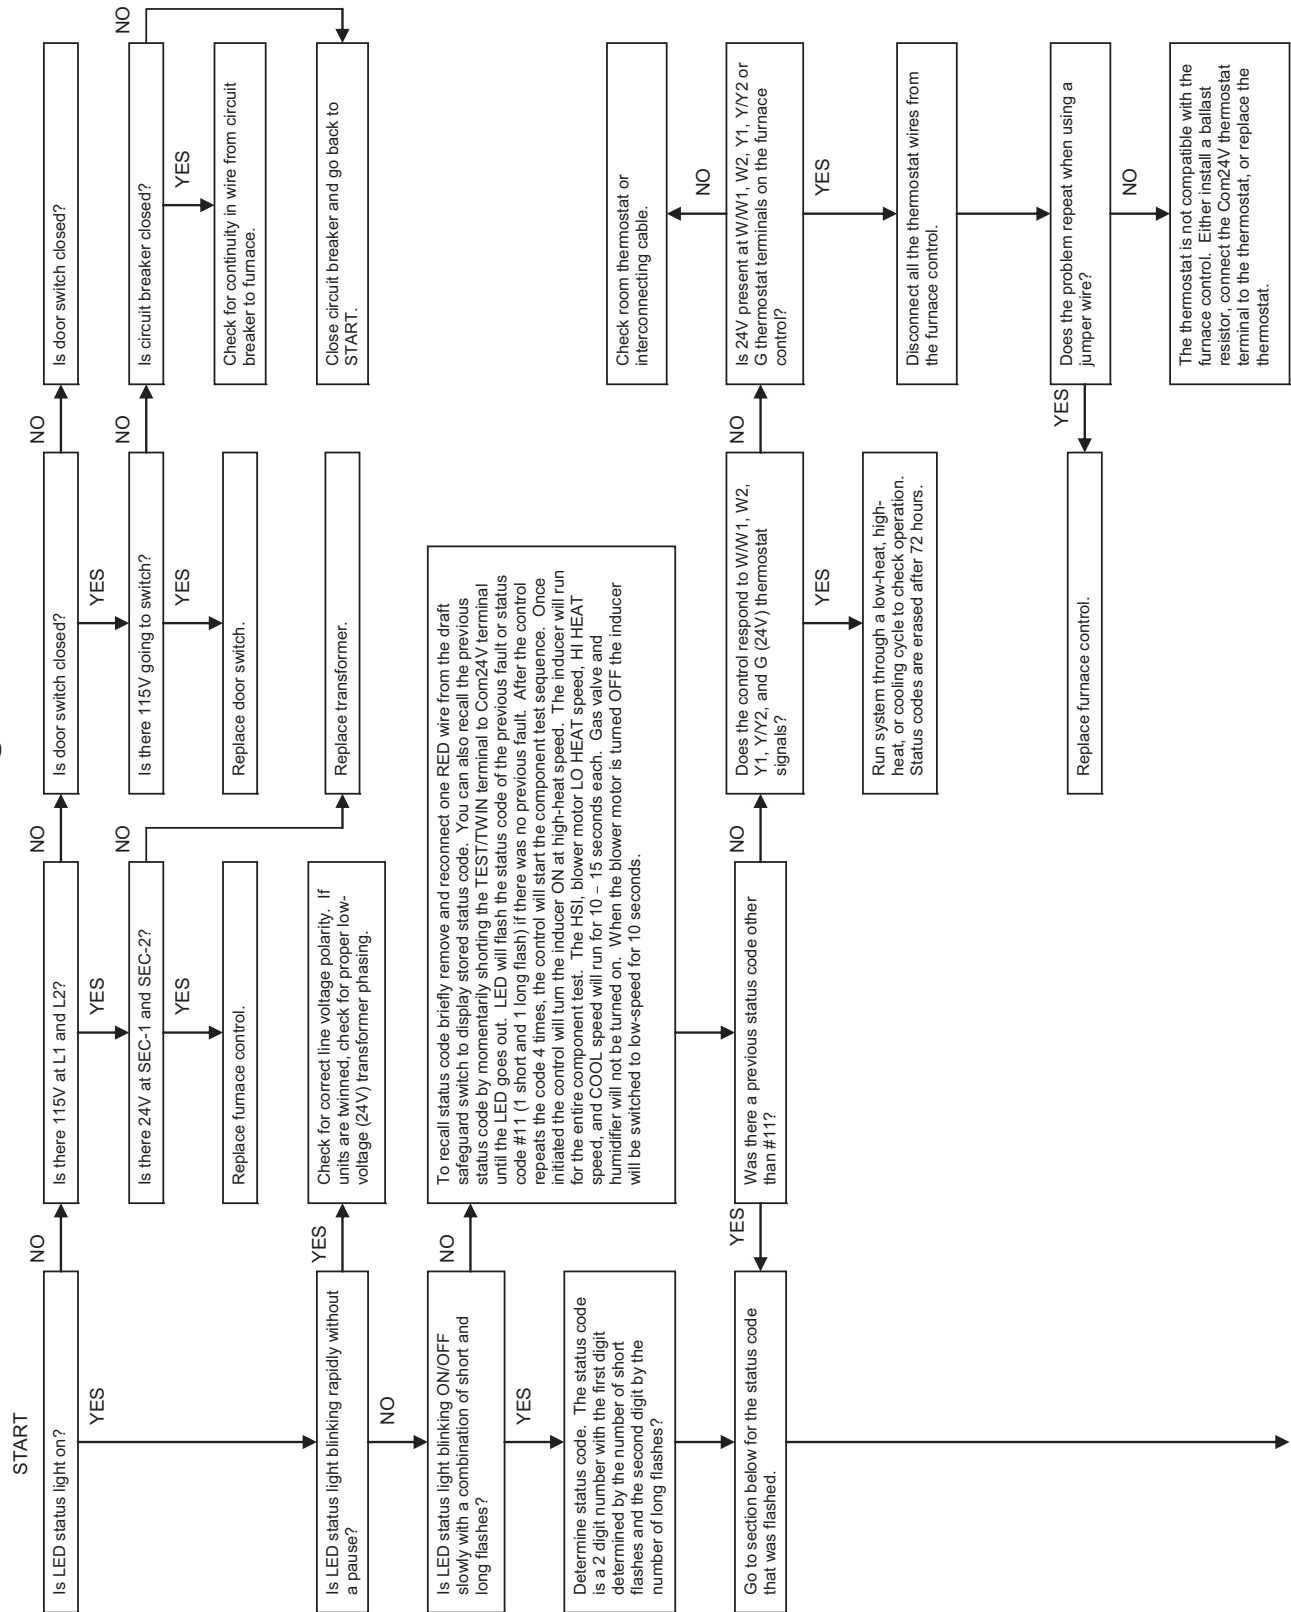 START
Is LED status light on?
NO
Is there 115V at L1 and L2?
NO
Is door switch closed?
NO
Is door switch closed?
YES
YES
YES
Is there 24V at SEC-1 and SEC-2?
NO
Is there 115V going to switch?
NO
Is circuit breaker closed?
NO
YES
YES
YES
Replace furnace control.
Replace door switch.
Check for continuity in wire from circuit
breaker to furnace.
Is LED status light blinking rapidly without
a pause?
YES
Check for correct line voltage polarity. If
units are twinned, check for proper low-
voltage (24V) transformer phasing.
Replace transformer.
Close circuit breaker and go back to
START.
NO
Is LED status light blinking ON/OFF
slowly with a combination of short and
long flashes?
NO
To recall status code briefly remove and reconnect one RED wire from the draft
safeguard switch to display stored status code. You can also recall the previous
status code by momentarily shorting the TEST/TWIN terminal to Com24V terminal
until the LED goes out. LED will flash the status code of the previous fault or status
code #11 (1 short and 1 long flash) if there was no previous fault. After the control
repeats the code 4 times, the control will start the component test sequence. Once
initiated the control will turn the inducer ON at high-heat speed. The inducer will run
for the entire component test. The HSI, blower motor LO HEAT speed, HI HEAT
speed, and COOL speed will run for 10 – 15 seconds each. Gas valve and
humidifier will not be turned on. When the blower motor is turned OFF the inducer
will be switched to low-speed for 10 seconds.
YES
Determine status code. The status code
is a 2 digit number with the first digit
determined by the number of short
flashes and the second digit by the
number of long flashes?
Check room thermostat or
interconnecting cable.
NO
Go to section below for the status code
that was flashed.
YES
Was there a previous status code other
than #11?
NO
Does the control respond to W/W1, W2,
Y1, Y/Y2, and G (24V) thermostat
signals?
NO
Is 24V present at W/W1, W2, Y1, Y/Y2 or
G thermostat terminals on the furnace
control?
YES
YES
Run system through a low-heat, high-
heat, or cooling cycle to check operation.
Status codes are erased after 72 hours.
Disconnect all the thermostat wires from
the furnace control.
Replace furnace control.
YES
Does the problem repeat when using a
jumper wire?
NO
The thermostat is not compatible with the
furnace control. Either install a ballast
resistor, connect the Com24V thermostat
terminal to the thermostat, or replace the
thermostat.